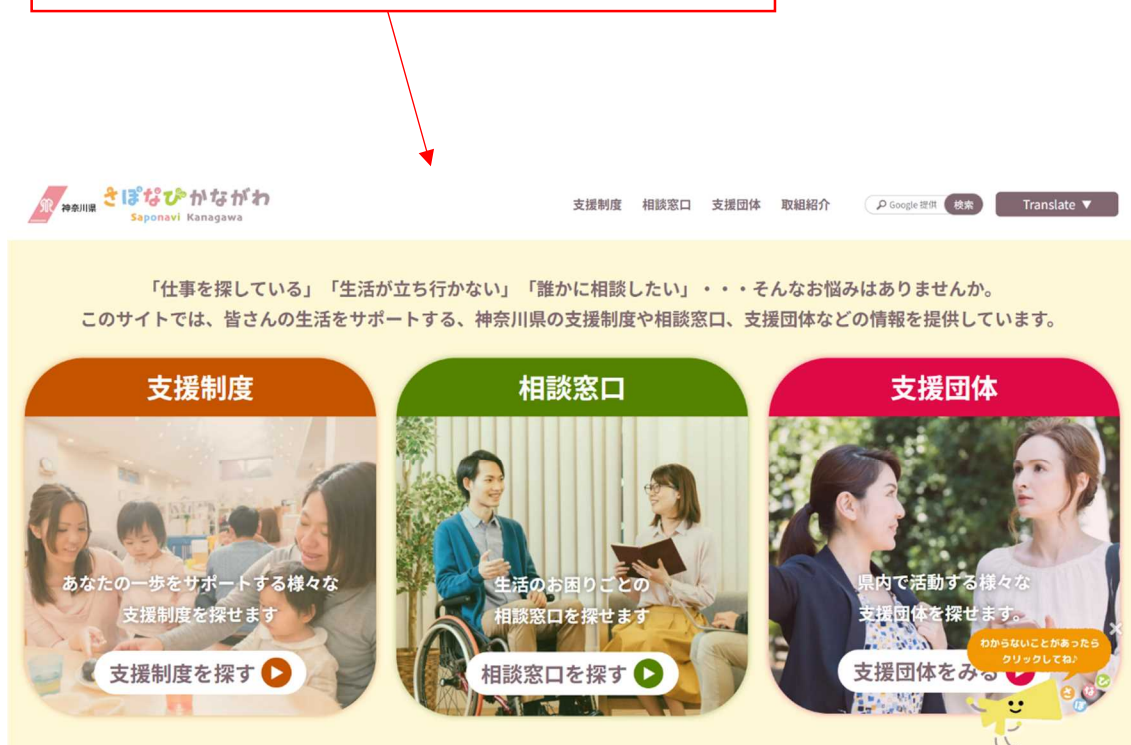 神奈川県
さぽなびかながわ
Saponavi Kanagawa
支援制度 相談窓口 支援団体 取組紹介
Google 提供 検索 Translate ▼
「仕事を探している」「生活が立ち行かない」「誰かに相談したい」・・・そんなお悩みはありませんか。
このサイトでは、皆さんの生活をサポートする、神奈川県の支援制度や相談窓口、支援団体などの情報を提供しています。
支援制度
あなたの一歩をサポートする様々な
支援制度を探せます
支援制度を探す
相談窓口
生活のお困りごとの
相談窓口を探せます
相談窓口を探す
支援団体
県内で活動する様々な
支援団体を探せます。
支援団体をみる
わからないことがあったら
クリックしてね♪
さぽなび